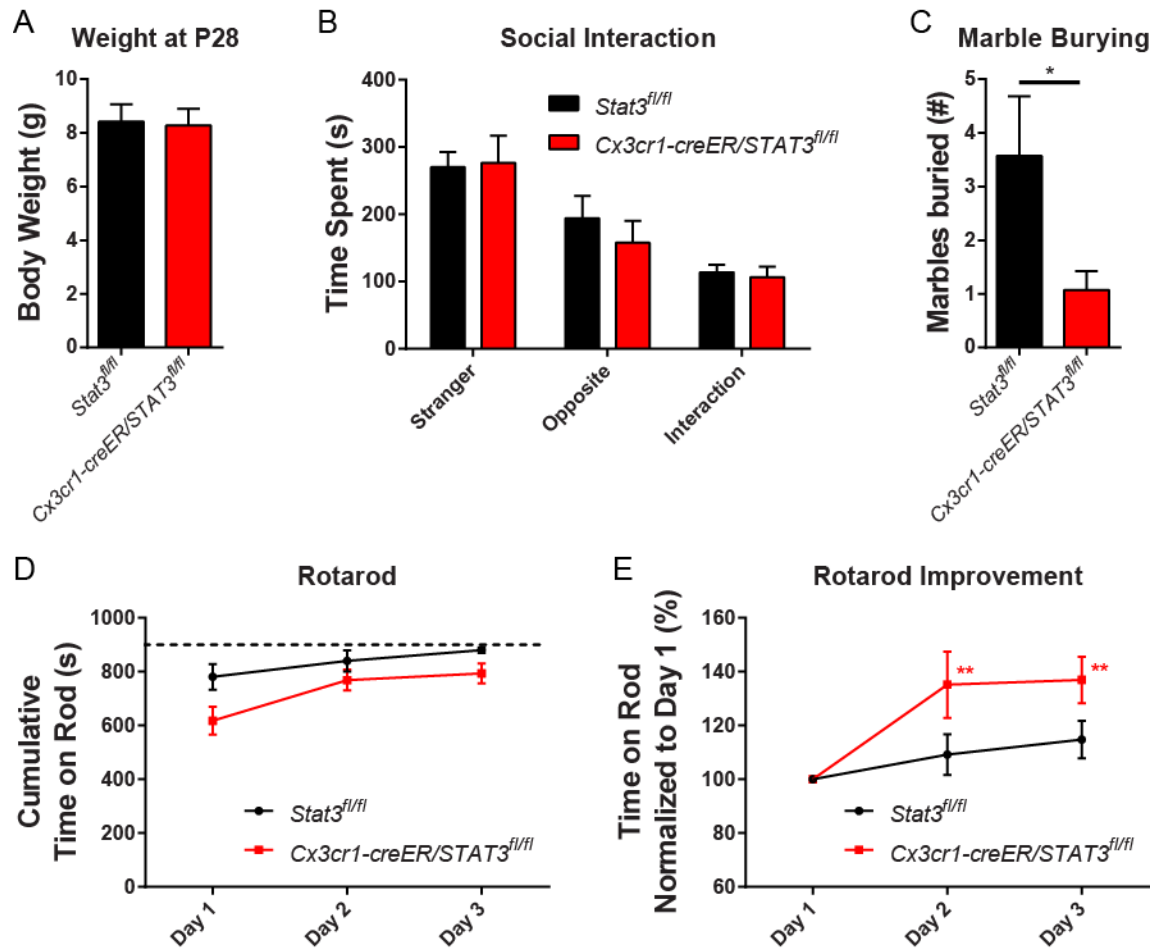 A
Weight at P28
Body Weight (g)
10
8
6
4
2
0
Stat3fl/fl
Cx3cr1-creER/STAT3fl/fl
B
Social Interaction
Time Spent (s)
400
300
200
100
0
Stat3fl/fl
Cx3cr1-creER/STAT3fl/fl
Stranger
Opposite
Interaction
C
Marble Burying
Marbles buried (#)
5
4
3
2
1
0
*
Stat3fl/fl
Cx3cr1-creER/STAT3fl/fl
D
Rotarod
Cumulative
Time on Rod (s)
1000
800
600
400
200
0
Stat3fl/fl
Cx3cr1-creER/STAT3fl/fl
Day 1
Day 2
Day 3
E
Rotarod Improvement
Time on Rod
Normalized to Day 1 (%)
160
140
120
100
80
60
**
**
Stat3fl/fl
Cx3cr1-creER/STAT3fl/fl
Day 1
Day 2
Day 3